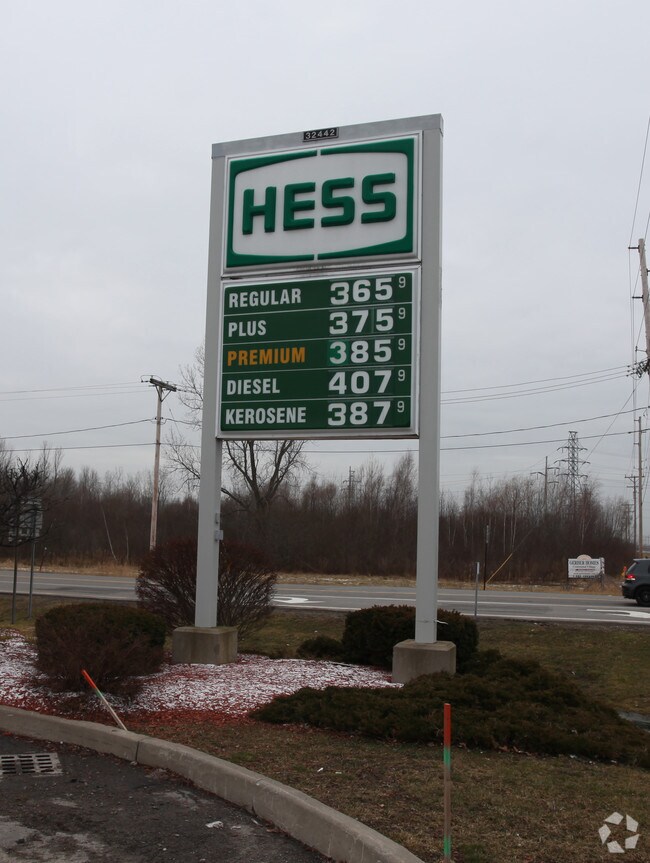 32442
HESS
REGULAR 365 9
PLUS 375 9
PREMIUM 385 9
DIESEL 407 9
KEROSENE 387 9